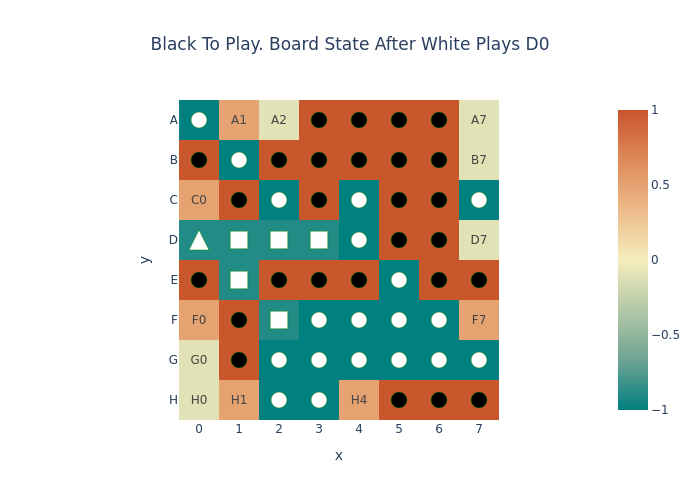 Black To Play. Board State After White Plays D0
A A1 A2 A7 1
B B7
C C0 0.5
D D7
y E 0
F F0 F7 −0.5
G G0
H H0 H1 H4 −1
0 1 2 3 4 5 6 7
x